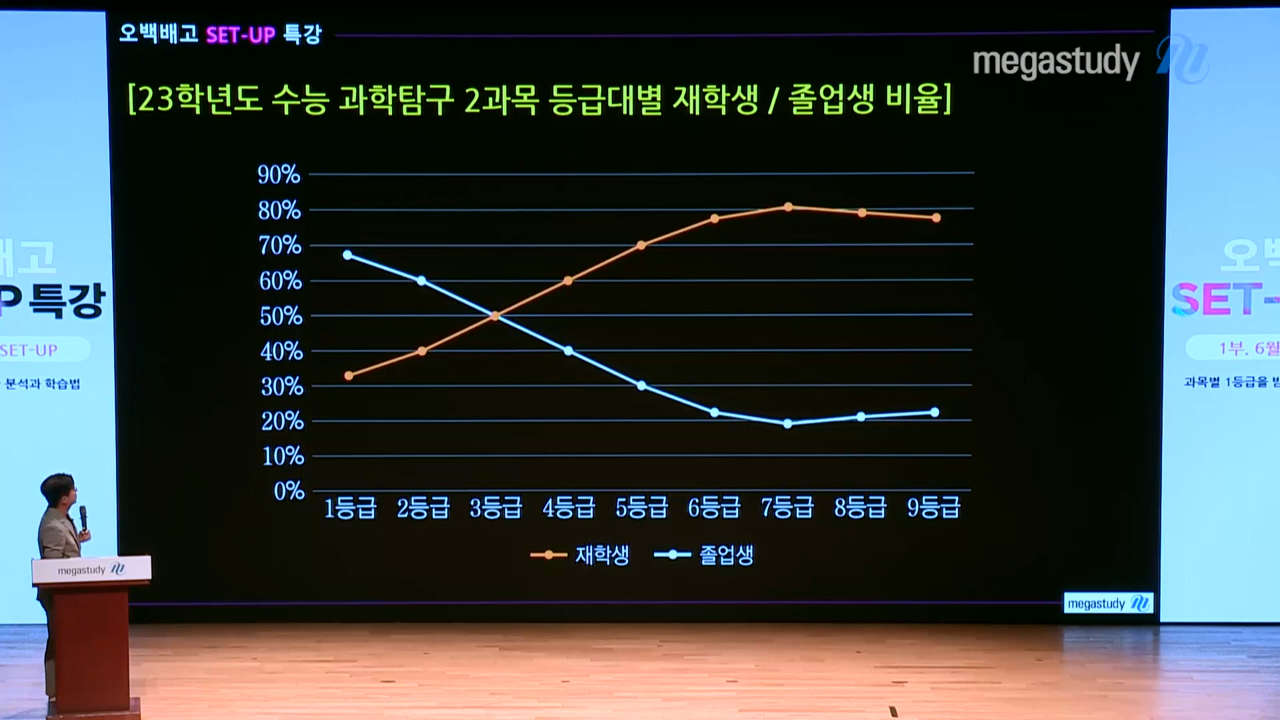 오백배고 SET-UP 특강
megastudy
[23학년도 수능 과학탐구 2과목 등급대별 재학생 / 졸업생 비율]
90%
80%
70%
60%
50%
40%
30%
20%
10%
0%
1등급 2등급 3등급 4등급 5등급 6등급 7등급 8등급 9등급
재학생 졸업생
megastudy
배고
P 특강
SET-UP
분석과 학습법
오백
SET-
1부. 6월
과목별 1등급을
megastudy